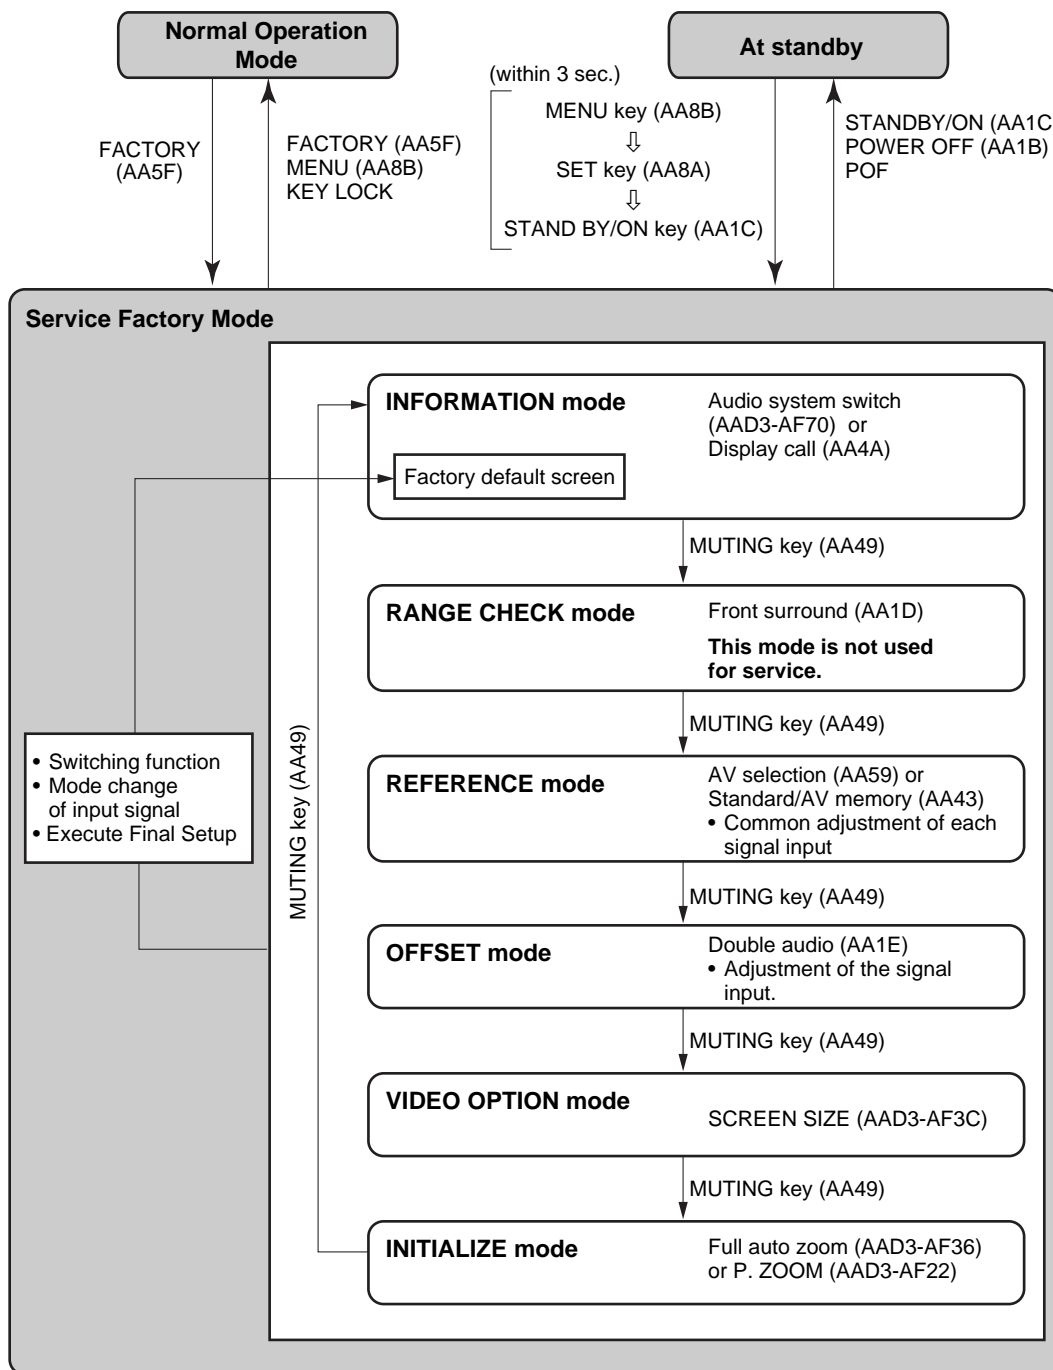 Normal Operation
Mode
At standby
(within 3 sec.)
MENU key (AA8B)
⇩
SET key (AA8A)
⇩
STAND BY/ON key (AA1C)
FACTORY
(AA5F)
FACTORY (AA5F)
MENU (AA8B)
KEY LOCK
STANDBY/ON (AA1C
POWER OFF (AA1B)
POF
Service Factory Mode
INFORMATION mode
Audio system switch
(AAD3-AF70) or
Display call (AA4A)
Factory default screen
MUTING key (AA49)
RANGE CHECK mode
Front surround (AA1D)
This mode is not used
for service.
MUTING key (AA49)
• Switching function
• Mode change
of input signal
• Execute Final Setup
MUTING key (AA49)
REFERENCE mode
AV selection (AA59) or
Standard/AV memory (AA43)
• Common adjustment of each
signal input
MUTING key (AA49)
OFFSET mode
Double audio (AA1E)
• Adjustment of the signal
input.
MUTING key (AA49)
VIDEO OPTION mode
SCREEN SIZE (AAD3-AF3C)
MUTING key (AA49)
INITIALIZE mode
Full auto zoom (AAD3-AF36)
or P. ZOOM (AAD3-AF22)